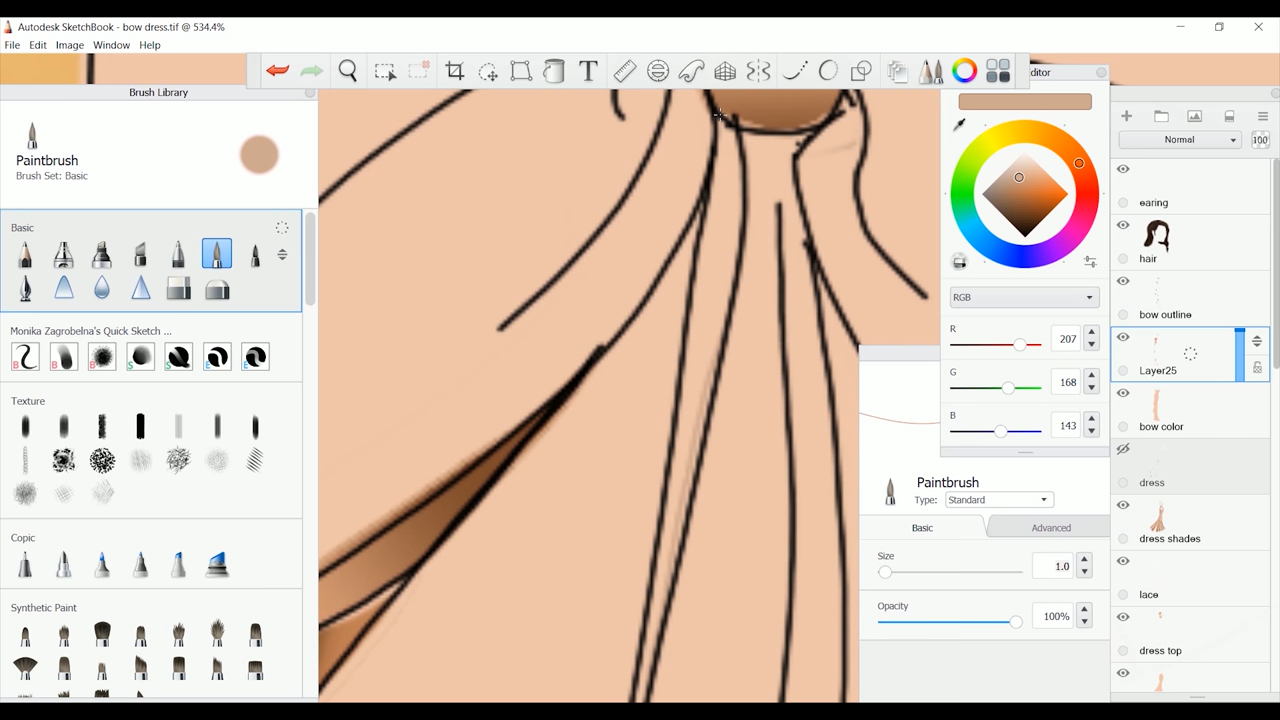 Autodesk SketchBook - bow dress.tif @ 534.4%
File Edit Image Window Help
Brush Library
Editor
Paintbrush
Brush Set: Basic
Normal
100
earing
Basic
hair
RGB
bow outline
Monika Zagrobelna's Quick Sketch ...
R
207
B B B S S E E
Layer25
G
168
Texture
B
143
bow color
Paintbrush
dress
Type: Standard
Basic
Advanced
Copic
dress shades
Size
1.0
lace
Synthetic Paint
Opacity
100%
dress top